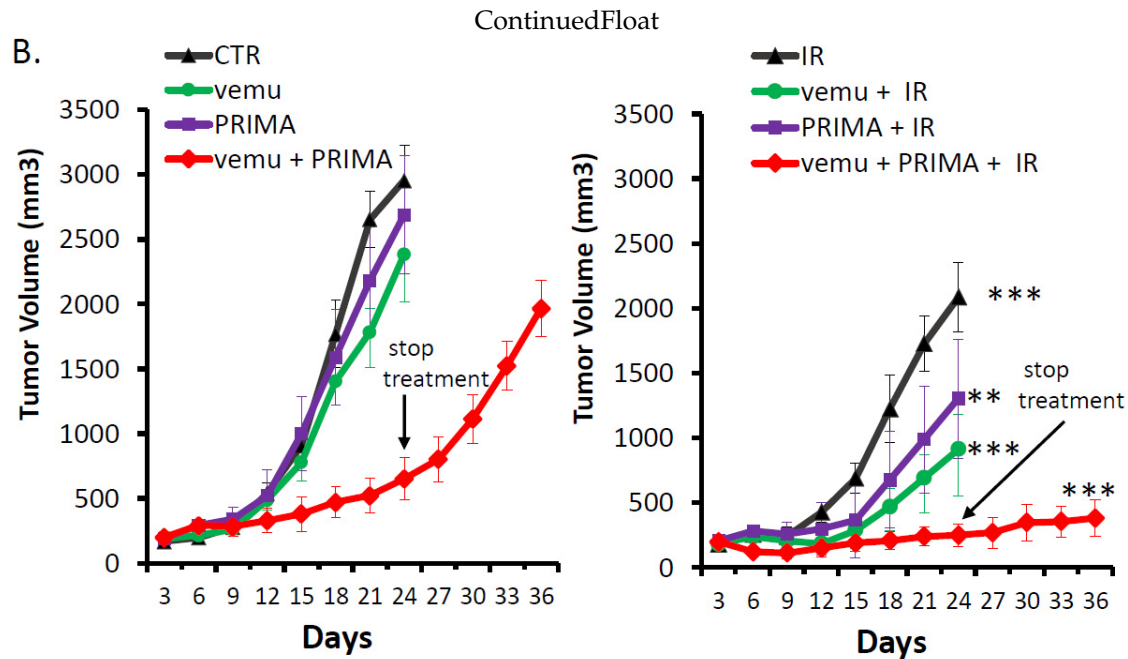 ContinuedFloat
B.
CTR
vemu
PRIMA
vemu + PRIMA
3500
3000
2500
2000
1500
1000
500
0
Tumor Volume (mm3)
stop
treatment
3 6 9 12 15 18 21 24 27 30 33 36
Days
IR
vemu + IR
PRIMA + IR
vemu + PRIMA + IR
3500
3000
2500
2000
1500
1000
500
0
Tumor Volume (mm3)
***
**
***
***
stop
treatment
3 6 9 12 15 18 21 24 27 30 33 36
Days